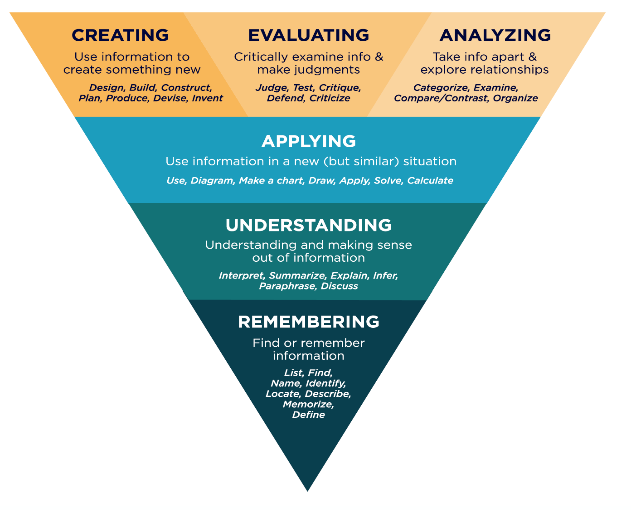 CREATING
Use information to
create something new
Design, Build, Construct,
Plan, Produce, Devise, Invent
EVALUATING
Critically examine info &
make judgments
Judge, Test, Critique,
Defend, Criticize
ANALYZING
Take info apart &
explore relationships
Categorize, Examine,
Compare/Contrast, Organize
APPLYING
Use information in a new (but similar) situation
Use, Diagram, Make a chart, Draw, Apply, Solve, Calculate
UNDERSTANDING
Understanding and making sense
out of information
Interpret, Summarize, Explain, Infer,
Paraphrase, Discuss
REMEMBERING
Find or remember
information
List, Find,
Name, Identify,
Locate, Describe,
Memorize,
Define